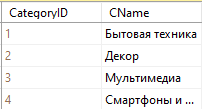 CategoryID CName
1 Бытовая техника
2 Декор
3 Мультимедиа
4 Смартфоны и ...